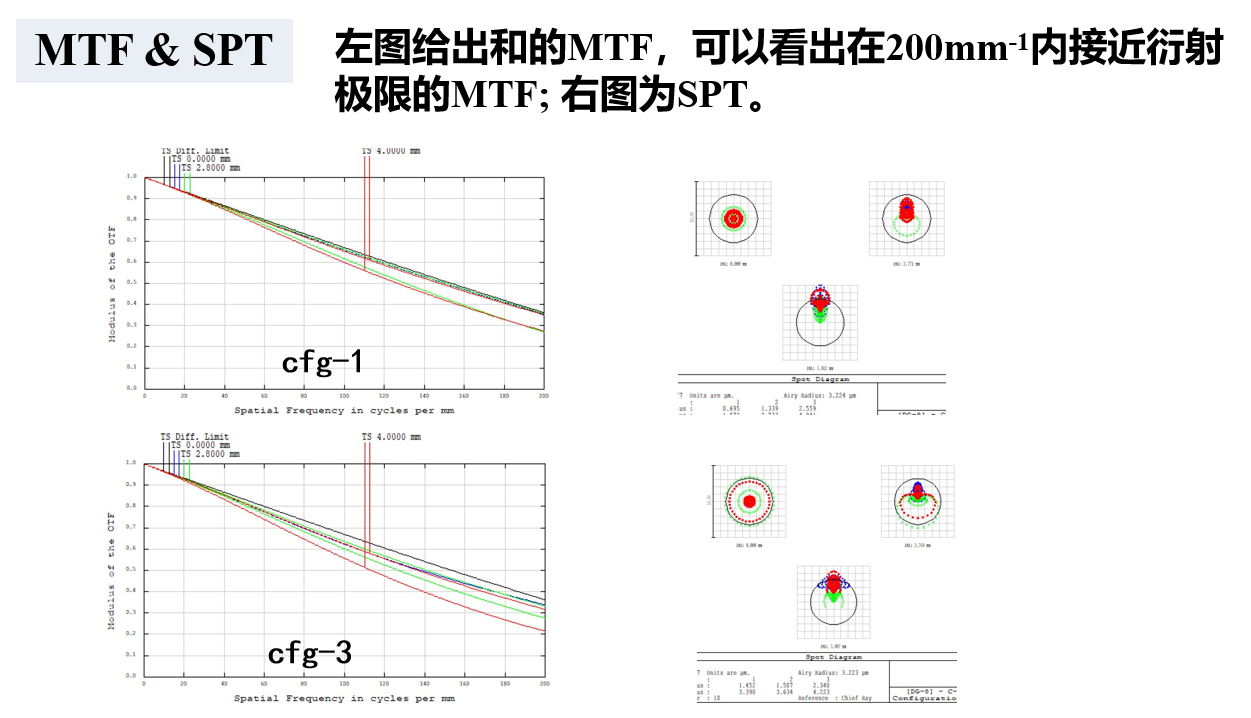 MTF & SPT
左图给出和的MTF，可以看出在200mm-1内接近衍射
极限的MTF; 右图为SPT。
TS Diff. Limit
TS 0.0000 mm
TS 2.8000 mm
TS 4.0000 mm
Modulus of the OTF
1.0
0.9
0.8
0.7
0.6
0.5
0.4
0.3
0.2
0.1
0.0
cfg-1
0 20 40 60 80 100 120 140 160 180 200
Spatial Frequency in cycles per mm
IMA: 0.000 mm
Spot Diagram
Units are µm. Airy Radius: 3.224 µm
1 2 3
0.695 1.339 2.559
TS Diff. Limit
TS 0.0000 mm
TS 2.8000 mm
TS 4.0000 mm
Modulus of the OTF
1.0
0.9
0.8
0.7
0.6
0.5
0.4
0.3
0.2
0.1
0.0
cfg-3
0 20 40 60 80 100 120 140 160 180 200
Spatial Frequency in cycles per mm
IMA: 0.000 mm
Spot Diagram
Units are µm. Airy Radius: 3.223 µm
1 2 3
1.452 1.587 2.340
3.390 3.634 4.223
: 10 Reference : Chief Ray
Configuratio